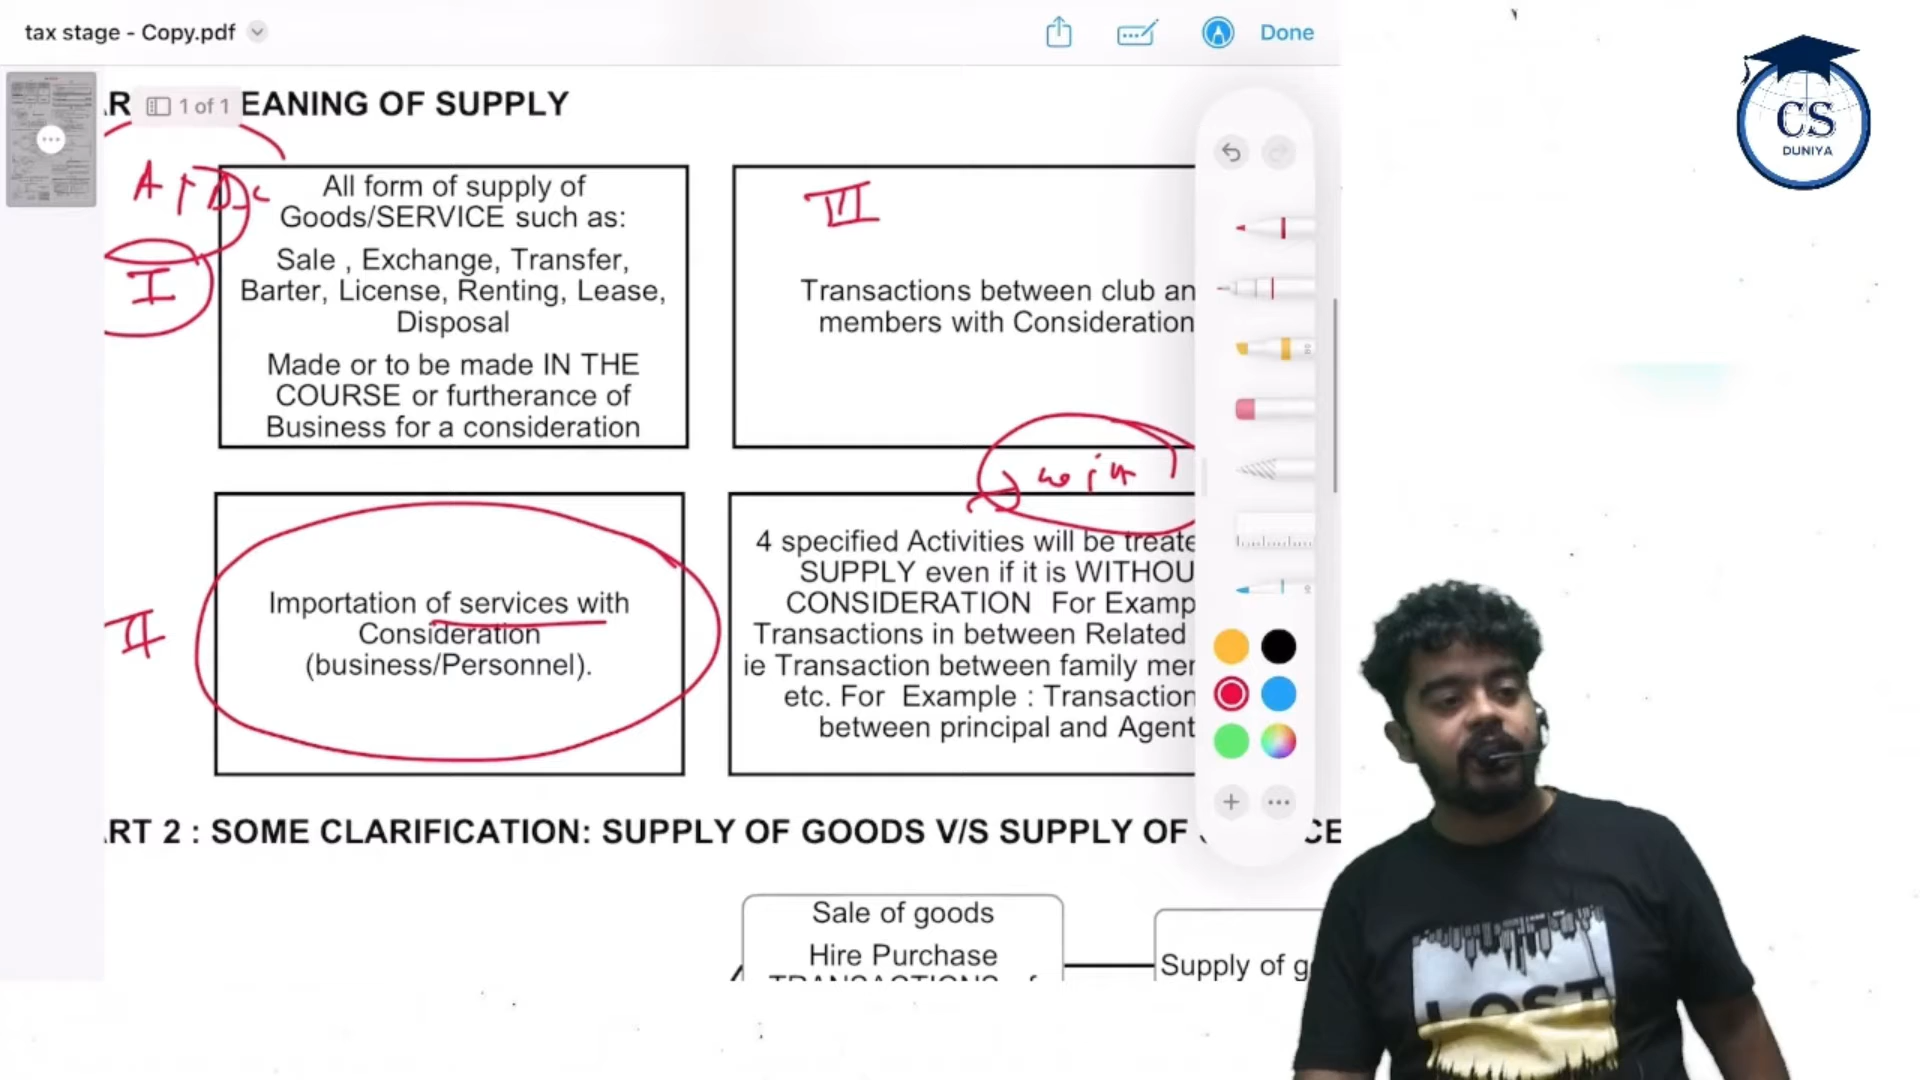 tax stage - Copy.pdf
Done
1 of 1
EANING OF SUPPLY
I
All form of supply of
Goods/SERVICE such as:
Sale , Exchange, Transfer,
Barter, License, Renting, Lease,
Disposal
Made or to be made IN THE
COURSE or furtherance of
Business for a consideration
Transactions between club an
members with Consideration
II
Importation of services with
Consideration
(business/Personnel).
4 specified Activities will be treate
SUPPLY even if it is WITHOU
CONSIDERATION For Examp
Transactions in between Related
ie Transaction between family mer
etc. For Example : Transaction
between principal and Agent
ART 2 : SOME CLARIFICATION: SUPPLY OF GOODS V/S SUPPLY OF
CE
Sale of goods
Hire Purchase
Supply of g
CS
DUNIYA
LOST